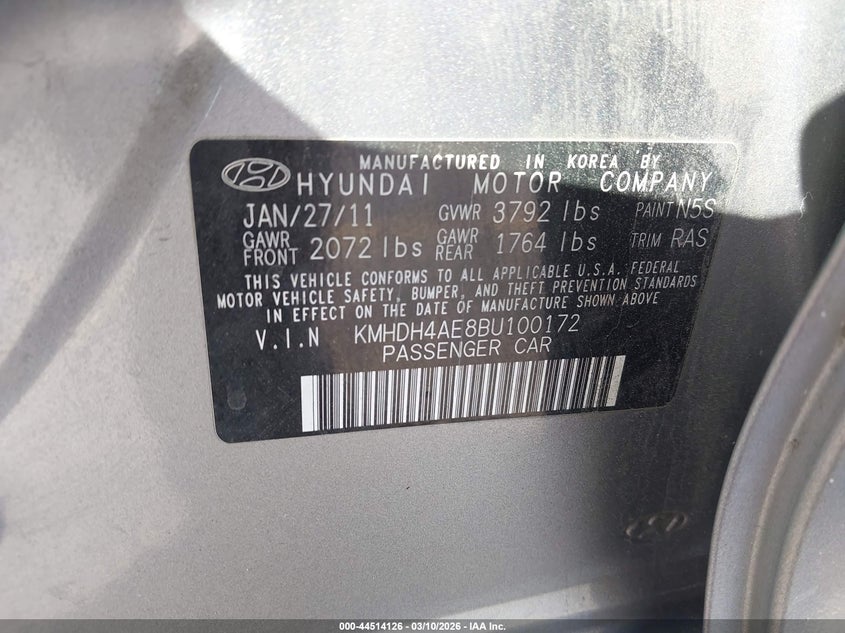 MANUFACTURED IN KOREA BY
HYUNDAI MOTOR COMPANY
JAN/27/11 GVWR 3792 lbs PAINT N5S
GAWR FRONT 2072 lbs GAWR REAR 1764 lbs TRIM RAS
THIS VEHICLE CONFORMS TO ALL APPLICABLE U.S.A. FEDERAL
MOTOR VEHICLE SAFETY, BUMPER, AND THEFT PREVENTION STANDARDS
IN EFFECT ON THE DATE OF MANUFACTURE SHOWN ABOVE
V.I.N KMHDH4AE8BU100172
PASSENGER CAR
000-44514126 - 03/10/2026 - IAA Inc.